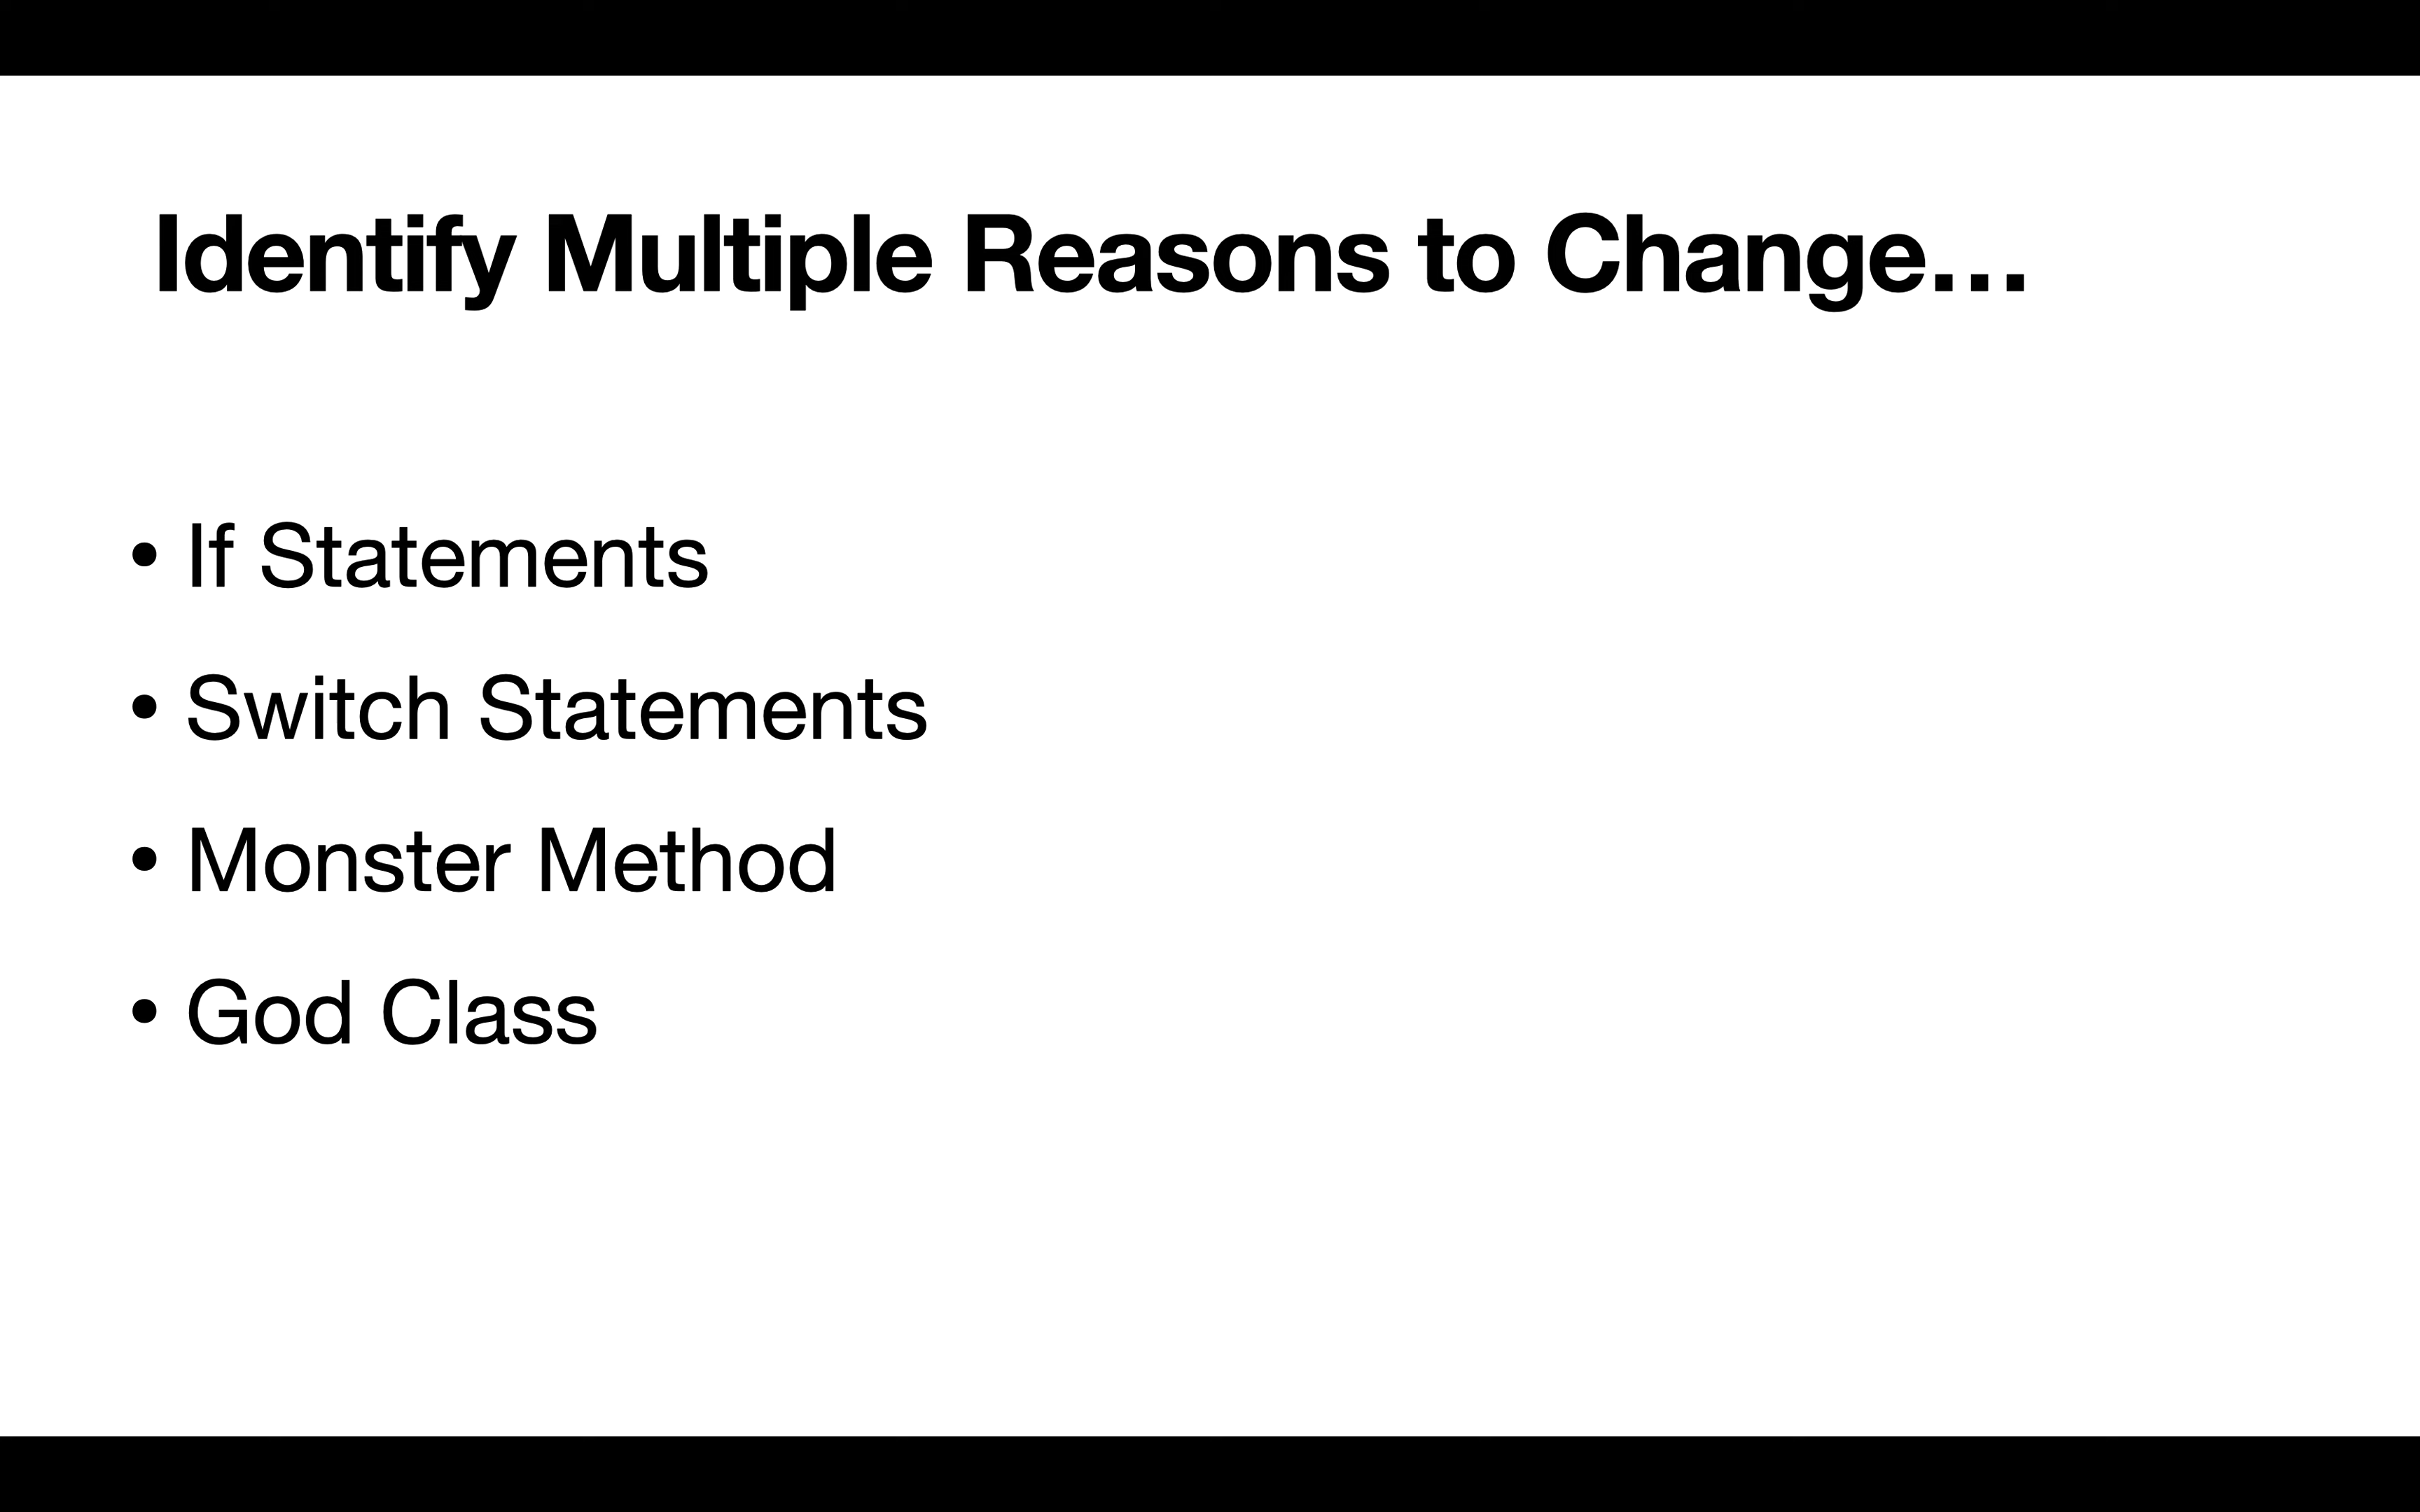 Identify Multiple Reasons to Change…
• If Statements
• Switch Statements
• Monster Method
• God Class